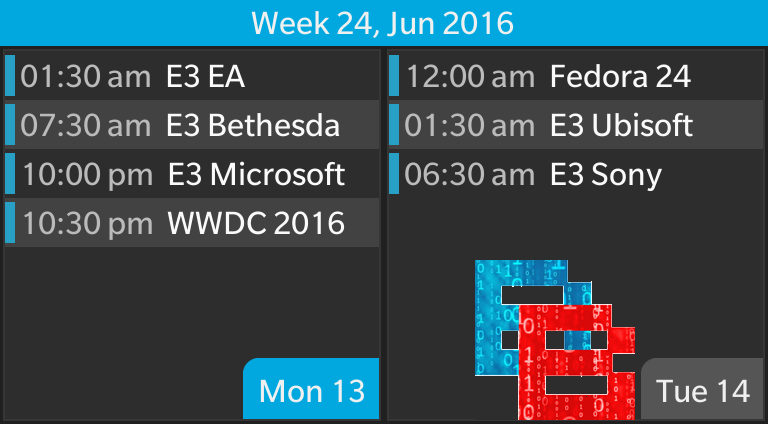 Week 24, Jun 2016
01:30 am E3 EA
07:30 am E3 Bethesda
10:00 pm E3 Microsoft
10:30 pm WWDC 2016
Mon 13
12:00 am Fedora 24
01:30 am E3 Ubisoft
06:30 am E3 Sony
Tue 14